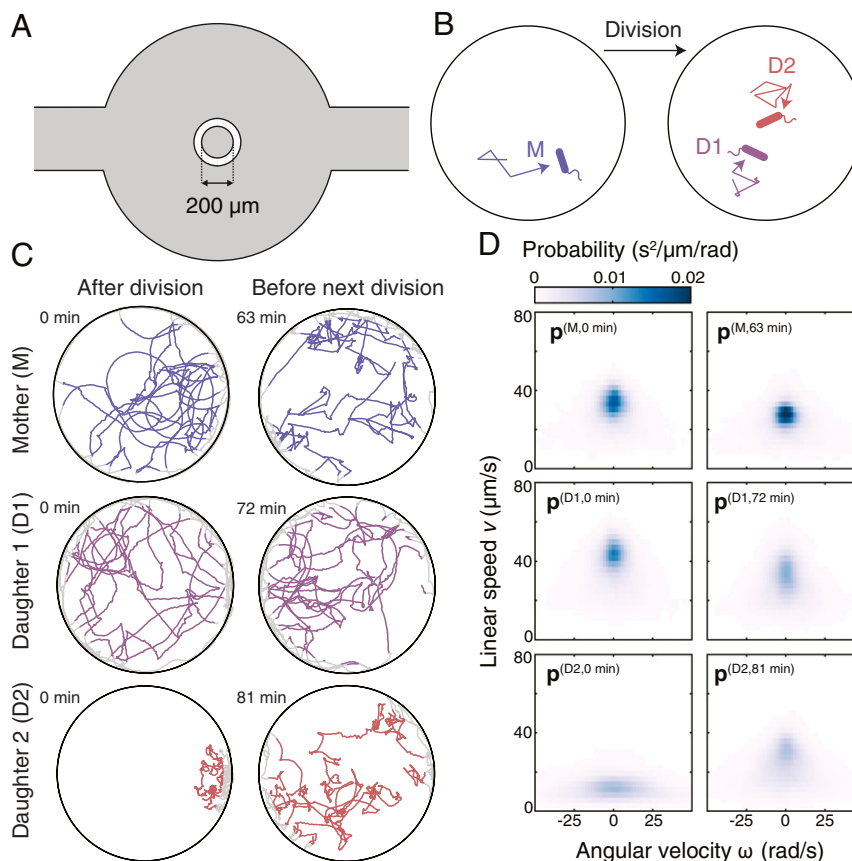 A
200 μm
B
Division
M
D2
D1
C
After division
Before next division
Mother (M)
0 min
63 min
Daughter 1 (D1)
0 min
72 min
Daughter 2 (D2)
0 min
81 min
D
Probability (s²/μm/rad)
0 0.01 0.02
Linear speed v (μm/s)
80
40
0
p(M,0 min)
p(M,63 min)
80
40
0
p(D1,0 min)
p(D1,72 min)
80
40
0
p(D2,0 min)
p(D2,81 min)
-25 0 25
-25 0 25
Angular velocity ω (rad/s)